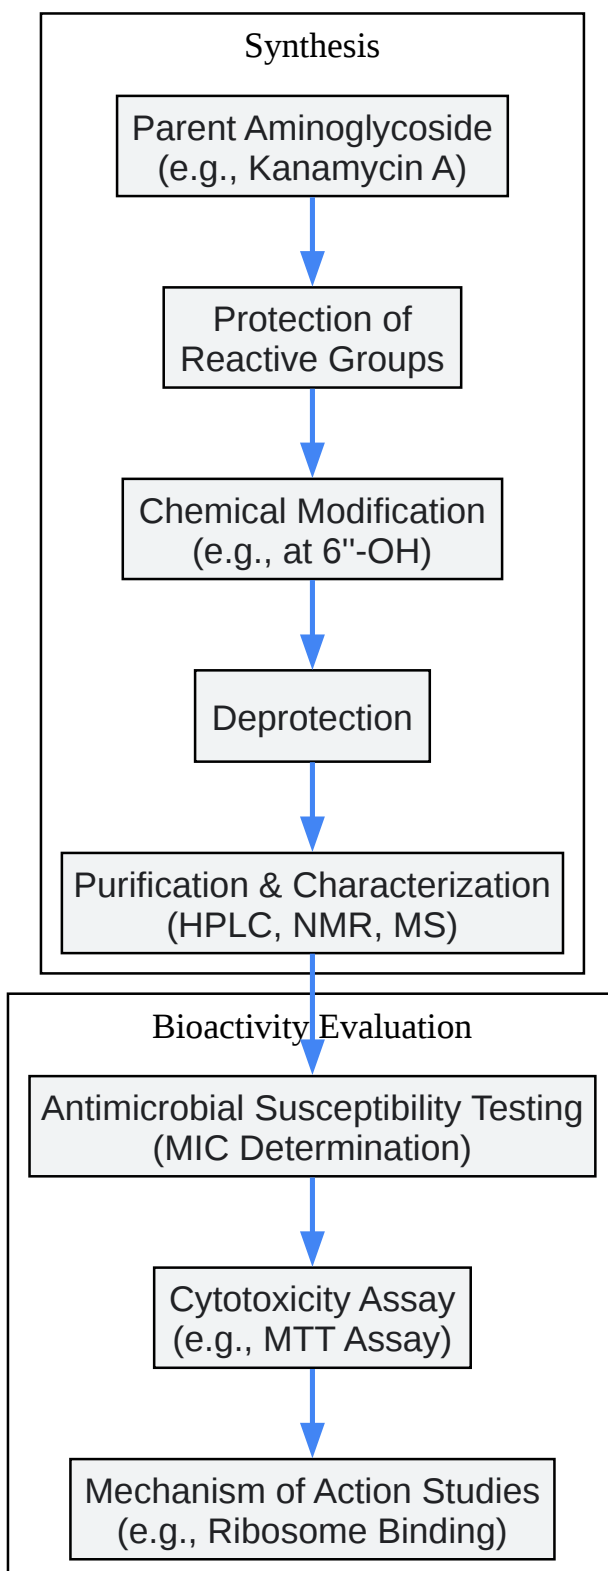 Synthesis
Parent Aminoglycoside
(e.g., Kanamycin A)
Protection of
Reactive Groups
Chemical Modification
(e.g., at 6"-OH)
Deprotection
Purification & Characterization
(HPLC, NMR, MS)
Bioactivity Evaluation
Antimicrobial Susceptibility Testing
(MIC Determination)
Cytotoxicity Assay
(e.g., MTT Assay)
Mechanism of Action Studies
(e.g., Ribosome Binding)